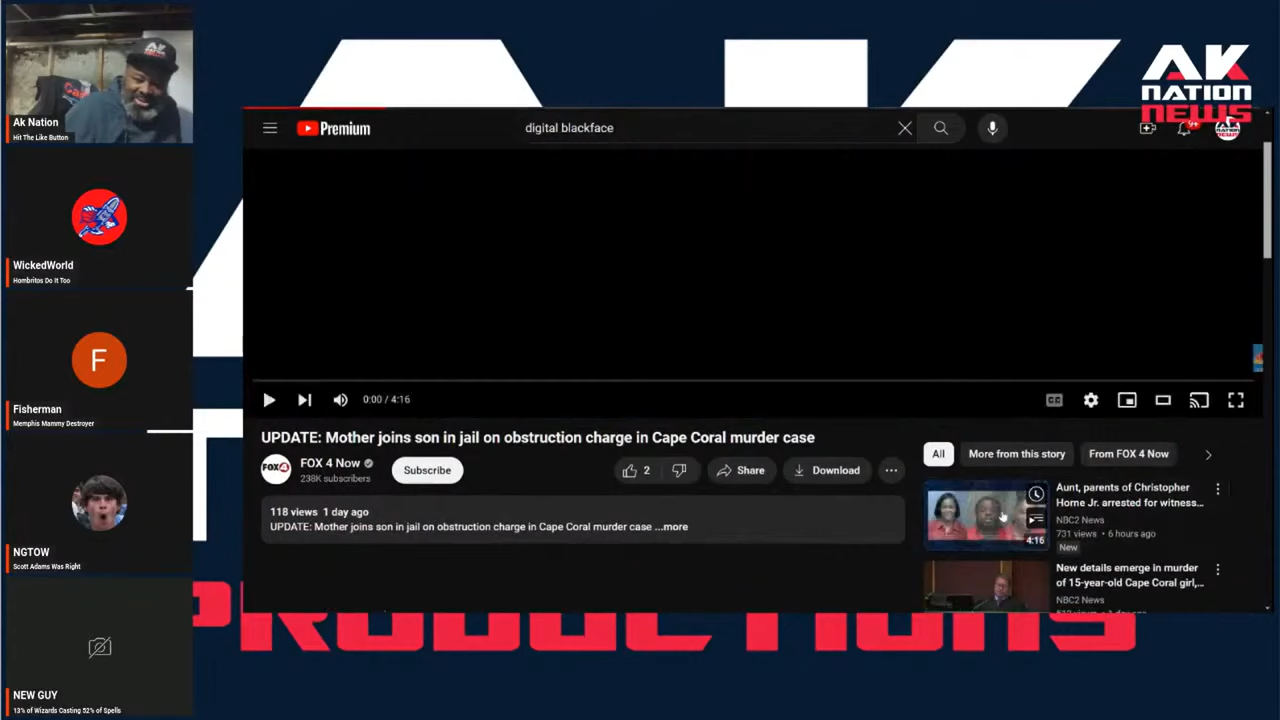 Ak Nation
Hit The Like Button
WickedWorld
Hombritos Do It Too
F
Fisherman
Memphis Mammy Destroyer
NGTOW
Scott Adams Was Right
NEW GUY
13% of Wizards Casting 52% of Spells
AK
NATION
NEWS
Premium
digital blackface
9+
0:00 / 4:16
CC
UPDATE: Mother joins son in jail on obstruction charge in Cape Coral murder case
FOX 4 Now
238K subscribers
Subscribe
2
Share
Download
118 views 1 day ago
UPDATE: Mother joins son in jail on obstruction charge in Cape Coral murder case ...more
All
More from this story
From FOX 4 Now
4:16
Aunt, parents of Christopher
Horne Jr. arrested for witness...
NBC2 News
731 views • 6 hours ago
New
New details emerge in murder
of 15-year-old Cape Coral girl,...
NBC2 News
PRODUCTIONS